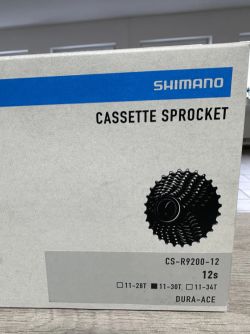 SHIMANO
CASSETTE SPROCKET
CS-R9200-12
12s
□11-28T ■11-30T □11-34T
DURA-ACE